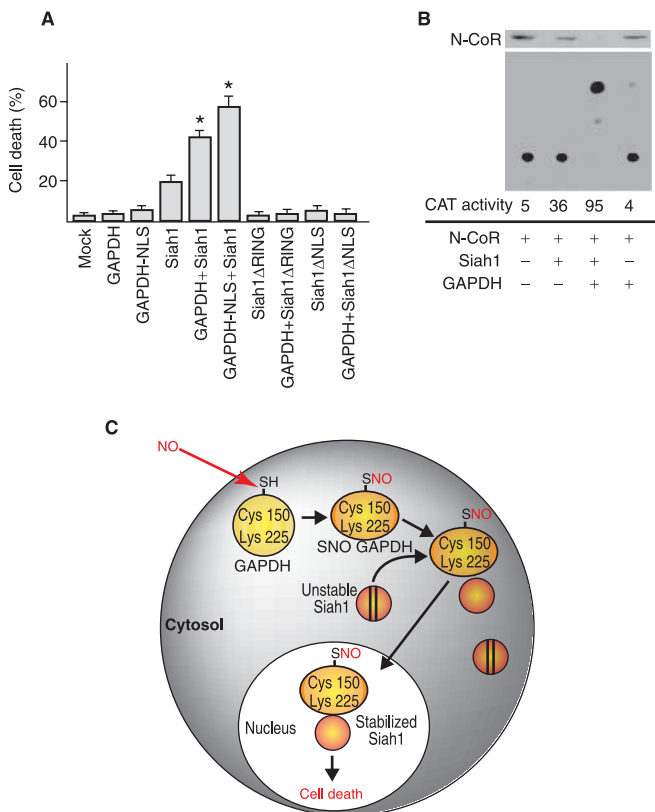 A
Cell death (%)
60
40
20
*
*
Mock
GAPDH
GAPDH-NLS
Siah1
GAPDH+Siah1
GAPDH-NLS+Siah1
Siah1ΔRING
GAPDH+Siah1ΔRING
Siah1ΔNLS
GAPDH+Siah1ΔNLS
B
N-CoR
CAT activity 5 36 95 4
N-CoR + + + +
Siah1 – + + –
GAPDH – – + +
C
NO
SH
Cys 150
Lys 225
GAPDH
SNO
Cys 150
Lys 225
SNO GAPDH
SNO
Cys 150
Lys 225
Unstable
Siah1
Cytosol
SNO
Cys 150
Lys 225
Nucleus
Stabilized
Siah1
Cell death